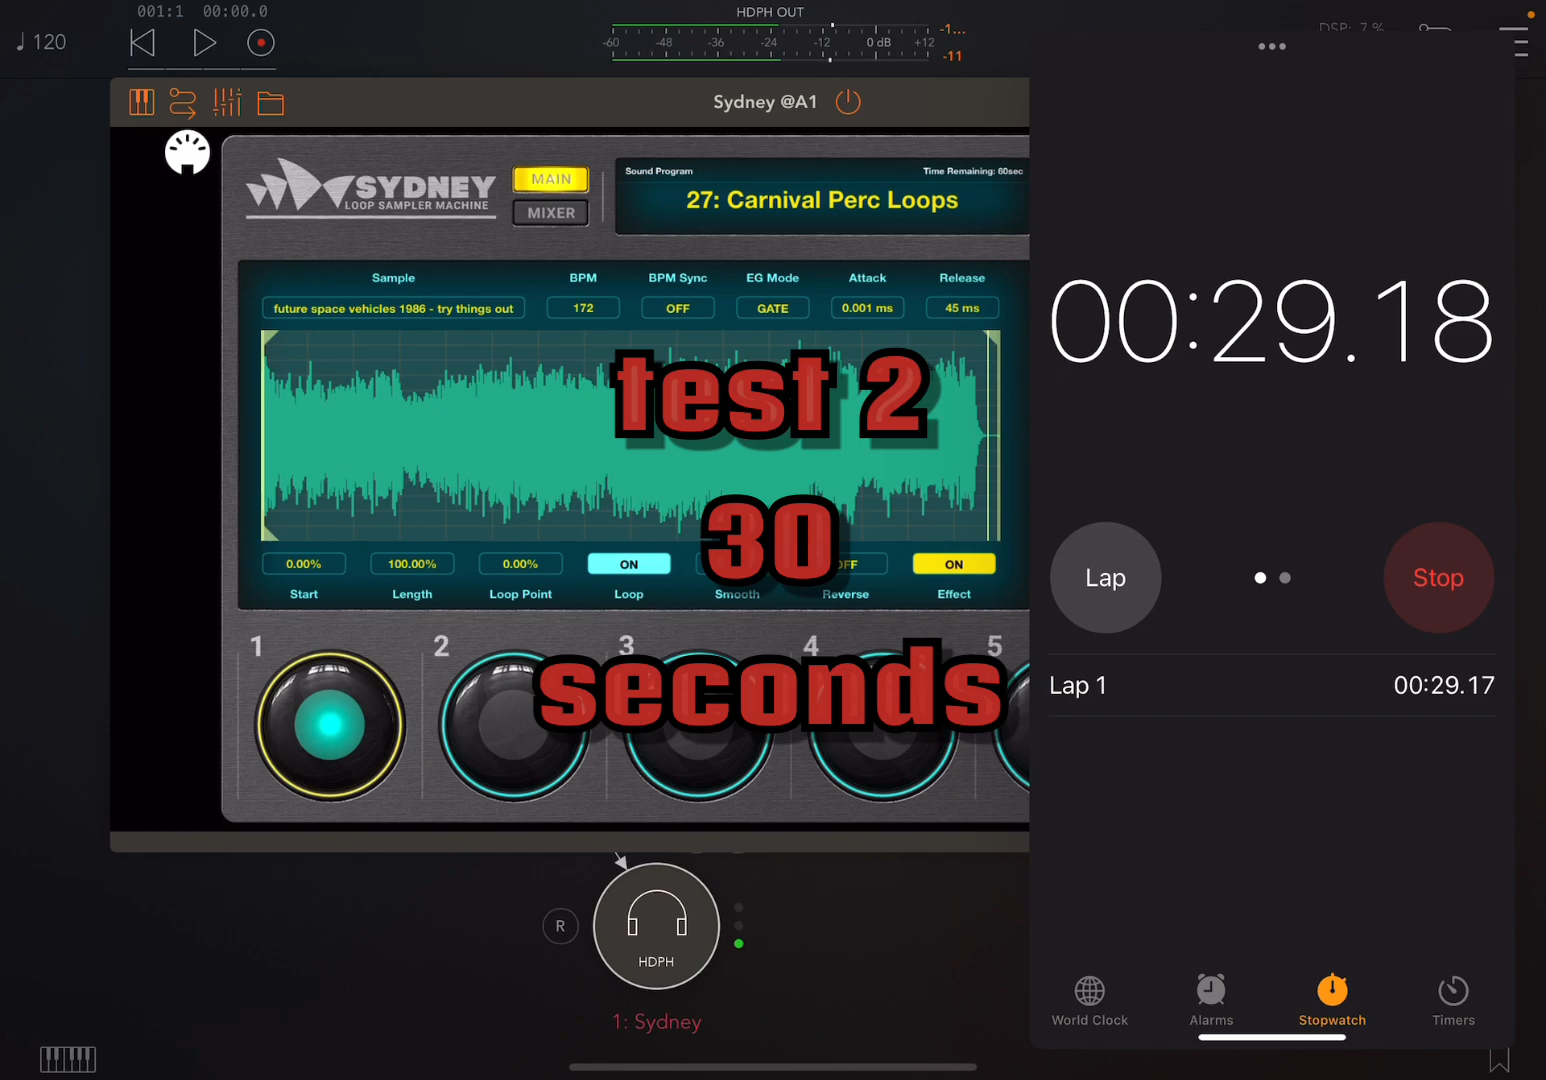 001:1 00:00.0
♩ 120
HDPH OUT
-60 -48 -36 -24 -12 0 dB +12
-1...
-11
DSP: 7 %
Sydney @A1
SYDNEY
LOOP SAMPLER MACHINE
MAIN
MIXER
Sound Program
Time Remaining: 60sec
27: Carnival Perc Loops
Sample BPM BPM Sync EG Mode Attack Release
future space vehicles 1986 - try things out 172 OFF GATE 0.001 ms 45 ms
test 2
30
seconds
0.00% 100.00% 0.00% ON OFF ON
Start Length Loop Point Loop Smooth Reverse Effect
1 2 3 4 5
R
HDPH
1: Sydney
00:29.18
Lap
Stop
Lap 1 00:29.17
World Clock Alarms Stopwatch Timers